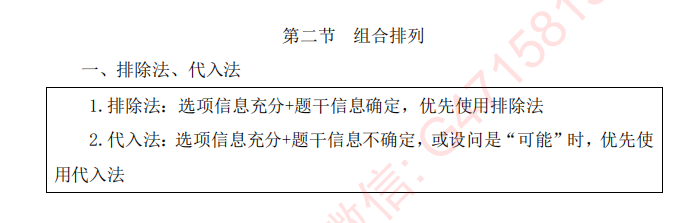 第二节 组合排列
一、排除法、代入法
1.排除法：选项信息充分+题干信息确定，优先使用排除法
2.代入法：选项信息充分+题干信息不确定，或设问是“可能”时，优先使
用代入法
微信: G4715813